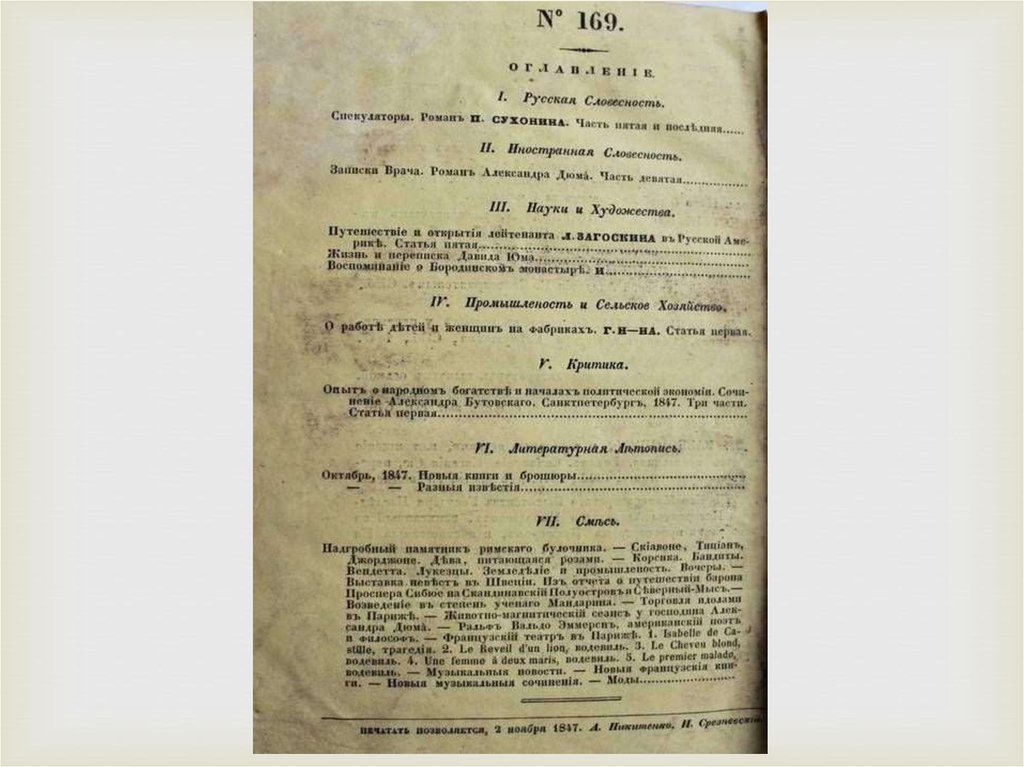 № 169.
ОГЛАВЛЕНІЕ.
I. Русская Словесность.
Спекуляторы. Романъ П. СУХОНИНА. Часть пятая и послѣдняя......
II. Иностранная Словесность.
Записки Врача. Романъ Александра Дюма̀. Часть девятая................
III. Науки и Художества.
Путешествіе и открытія лейтенанта Л. ЗАГОСКИНА въ Русской Аме-
рикѣ. Статья пятая................................................
Жизнь и переписка Давида Юма........................................
Воспоминаніе о Бородинскомъ монастырѣ. И............................
IV. Промышленость и Сельское Хозяйство.
О работѣ дѣтей и женщинъ на фабрикахъ. Г. Н—НА. Статья первая.
V. Критика.
Опытъ о народномъ богатствѣ и началахъ политической экономіи. Сочи-
неніе Александра Бутовскаго. Санктпетербургъ, 1847. Три части.
Статья первая................................................
VI. Литературная Лѣтопись.
Октябрь, 1847. Новыя книги и брошюры................................
— — Разныя извѣстія................................
VII. Смѣсь.
Надгробный памятникъ римскаго булочника. — Скіавоне, Тиціанъ,
Джорджоне. Дѣва, питающаяся розами. — Корсика. Бандиты.
Вендетта. Лукезцы. Земледѣліе и промышленость. Вочеры. —
Выставка невѣстъ въ Швеціи. Изъ отчета о путешествіи барона
Проспера Сибюе на Скандинавскій Полуостровъ и Сѣверный-Мысъ.—
Возведеніе въ степень ученаго Мандарина. — Торговля идолами
въ Парижѣ. — Животно-магнитическій сеансъ у господина Алек-
сандра Дюма̀. — Ральфъ Вальдо Эммерсъ, американскій поэтъ
и философъ. — Французскій театръ въ Парижѣ. 1. Isabelle de Ca-
stille, трагедія. 2. Le Reveil d'un lion, водевиль. 3. Le Cheveu blond,
водевиль. 4. Une femme à deux maris, водевиль. 5. Le premier malade,
водевиль. — Музыкальныя новости. — Новыя французскія кни-
ги. — Новыя музыкальныя сочиненія. — Моды....................
ПЕЧАТАТЬ ПОЗВОЛЯЕТСЯ, 2 ноября 1847. А. Никитенко, И. Срезневскій.